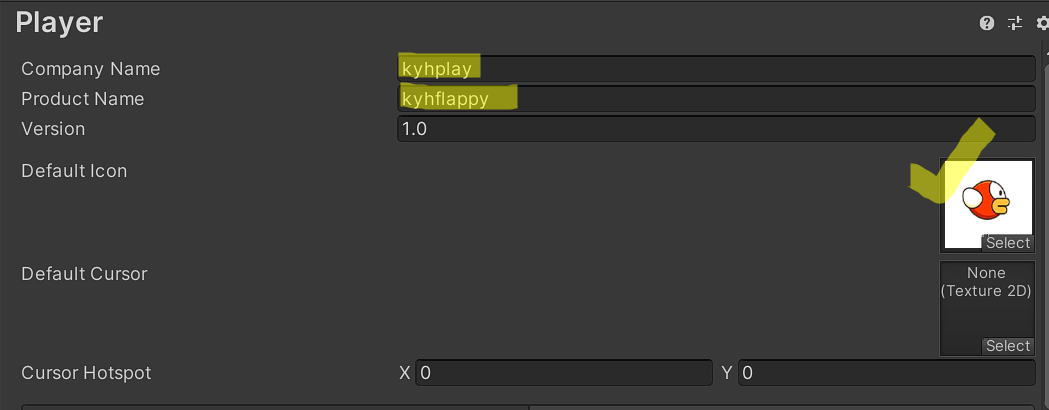 Player
Company Name kyhplay
Product Name kyhflappy
Version 1.0
Default Icon
Select
Default Cursor
None
(Texture 2D)
Select
Cursor Hotspot X 0 Y 0